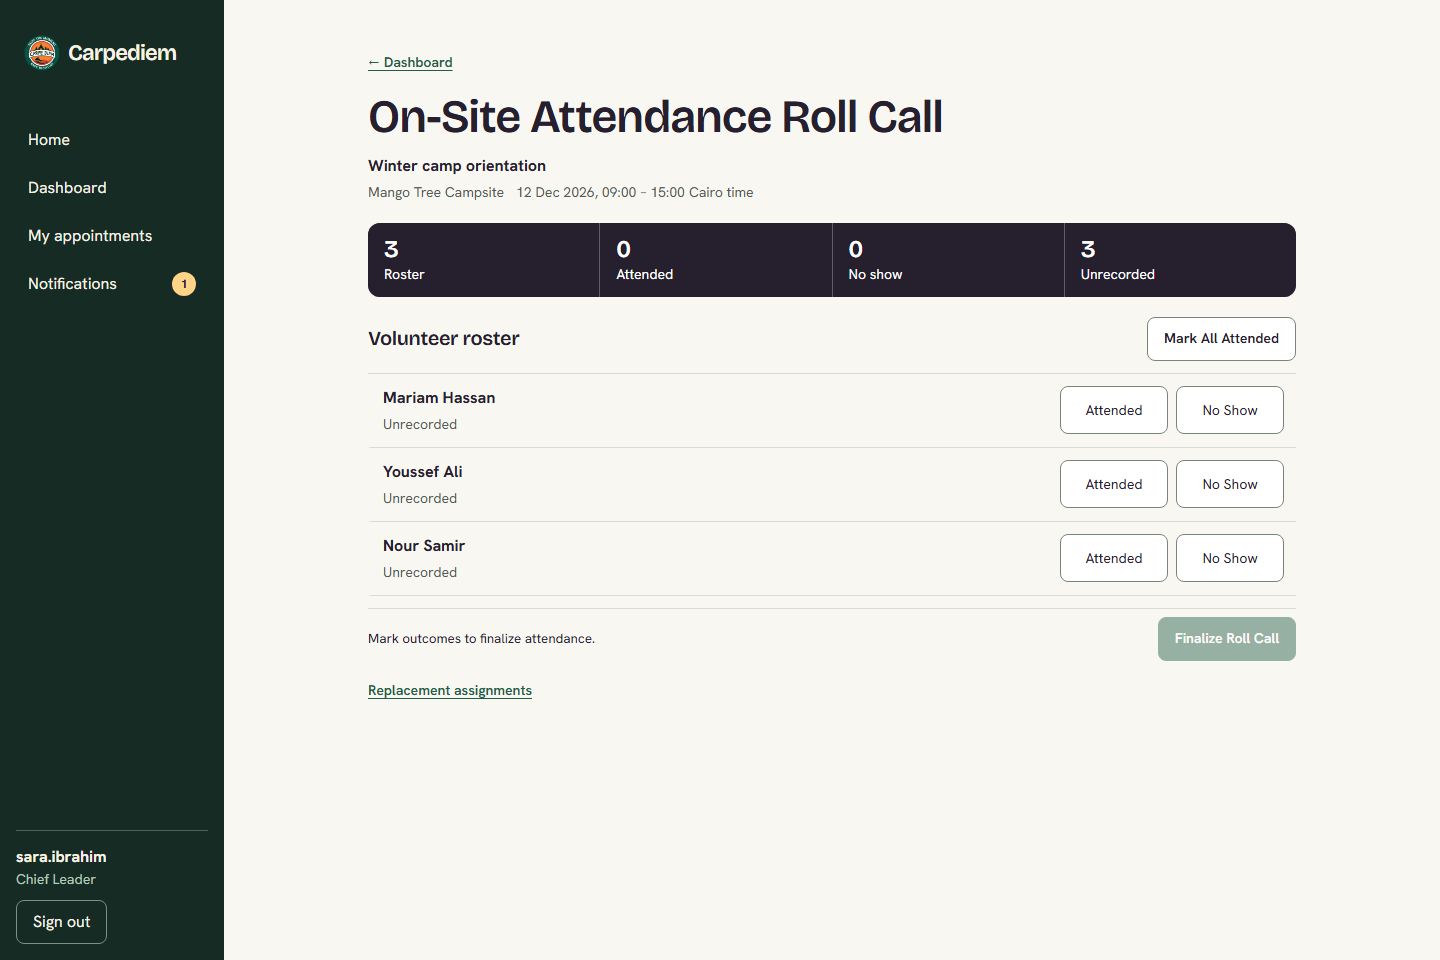 Carpediem
Home
Dashboard
My appointments
Notifications 1
sara.ibrahim
Chief Leader
Sign out
← Dashboard
On-Site Attendance Roll Call
Winter camp orientation
Mango Tree Campsite 12 Dec 2026, 09:00 – 15:00 Cairo time
3 0 0 3
Roster Attended No show Unrecorded
Volunteer roster Mark All Attended
Mariam Hassan
Unrecorded
Attended No Show
Youssef Ali
Unrecorded
Attended No Show
Nour Samir
Unrecorded
Attended No Show
Mark outcomes to finalize attendance. Finalize Roll Call
Replacement assignments